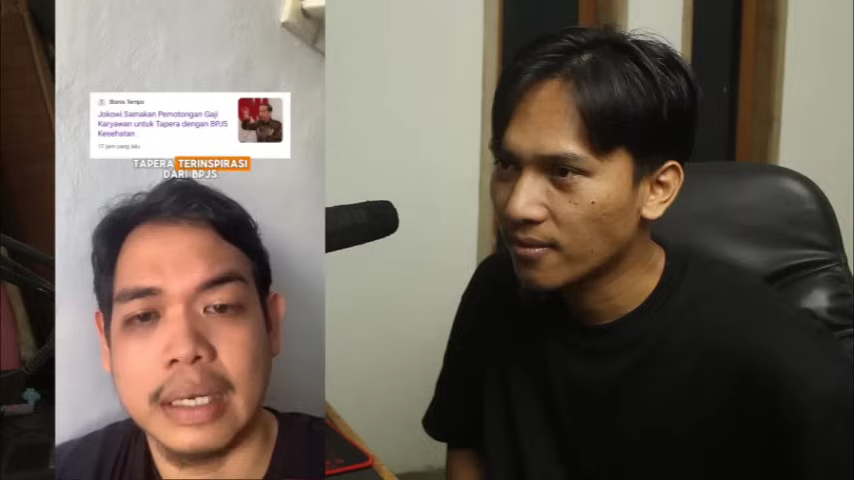 Bisnis Tempo
Jokowi Samakan Pemotongan Gaji
Karyawan untuk Tapera dengan BPJS
Kesehatan
17 jam yang lalu
TAPERA TERINSPIRASI
DARI BPJS